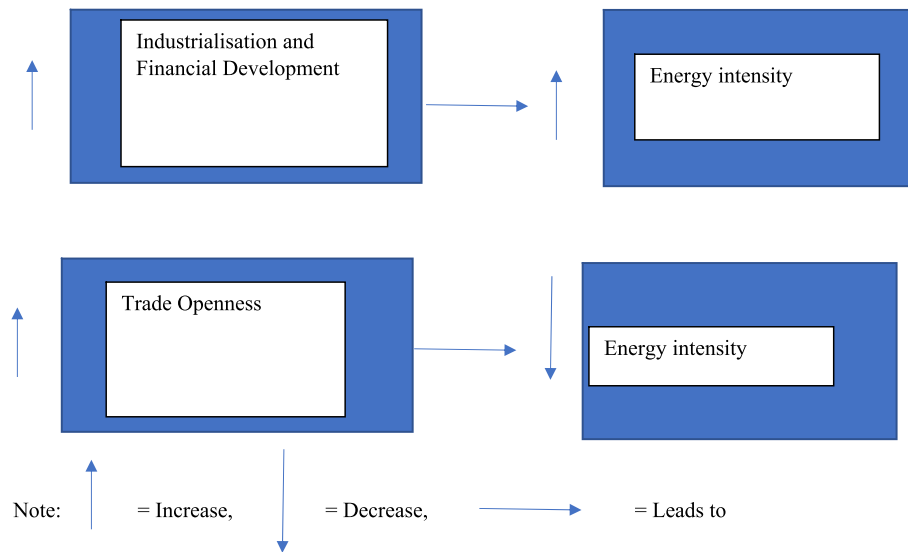 Industrialisation and
Financial Development
Energy intensity
Trade Openness
Energy intensity
Note: = Increase, = Decrease, = Leads to